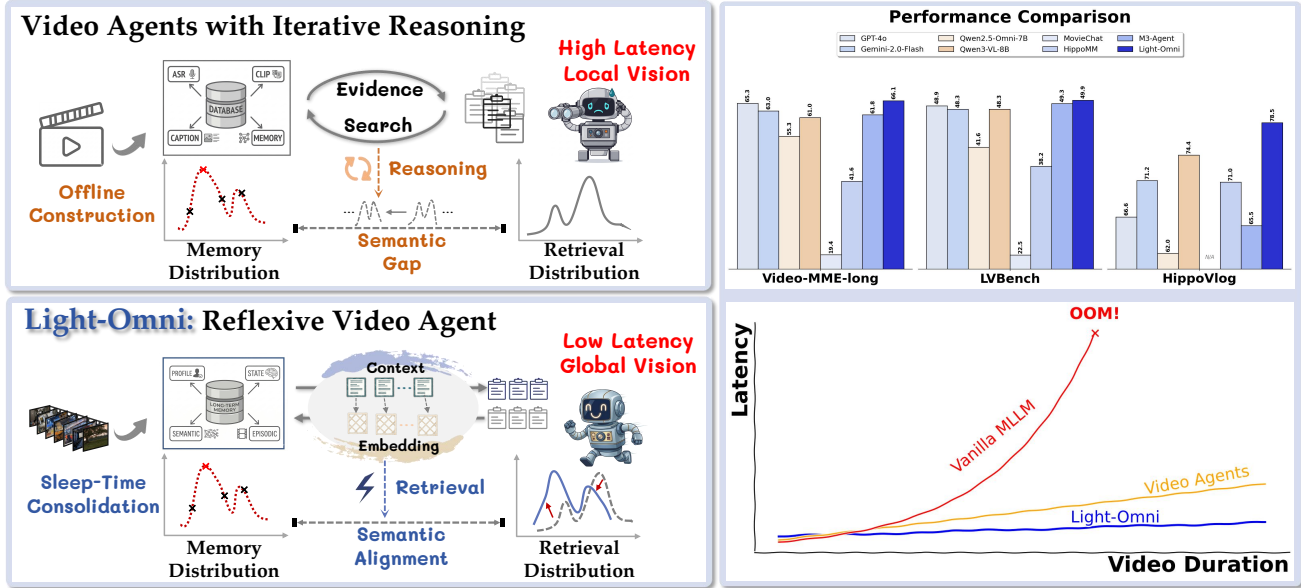 Video Agents with Iterative Reasoning
High Latency
Local Vision
ASR
CLIP
DATABASE
CAPTION
MEMORY
Evidence
Search
Offline
Construction
Reasoning
...
...
Semantic
Gap
Memory
Distribution
Retrieval
Distribution
Light-Omni: Reflexive Video Agent
Low Latency
Global Vision
PROFILE
STATE
LONG-TERM
MEMORY
SEMANTIC
EPISODIC
Context
...
...
Embedding
Sleep-Time
Consolidation
Retrieval
Semantic
Alignment
Memory
Distribution
Retrieval
Distribution
Performance Comparison
GPT-4o
Qwen2.5-Omni-7B
MovieChat
M3-Agent
Gemini-2.0-Flash
Qwen3-VL-8B
HippoMM
Light-Omni
65.3
63.0
55.3
61.0
19.4
41.6
61.8
66.1
48.9
48.3
41.6
48.3
22.5
38.2
49.3
49.9
66.6
71.2
62.0
74.4
N/A
71.0
65.5
78.5
Video-MME-long
LVBench
HippoVlog
OOM!
Latency
Vanilla MLLM
Video Agents
Light-Omni
Video Duration